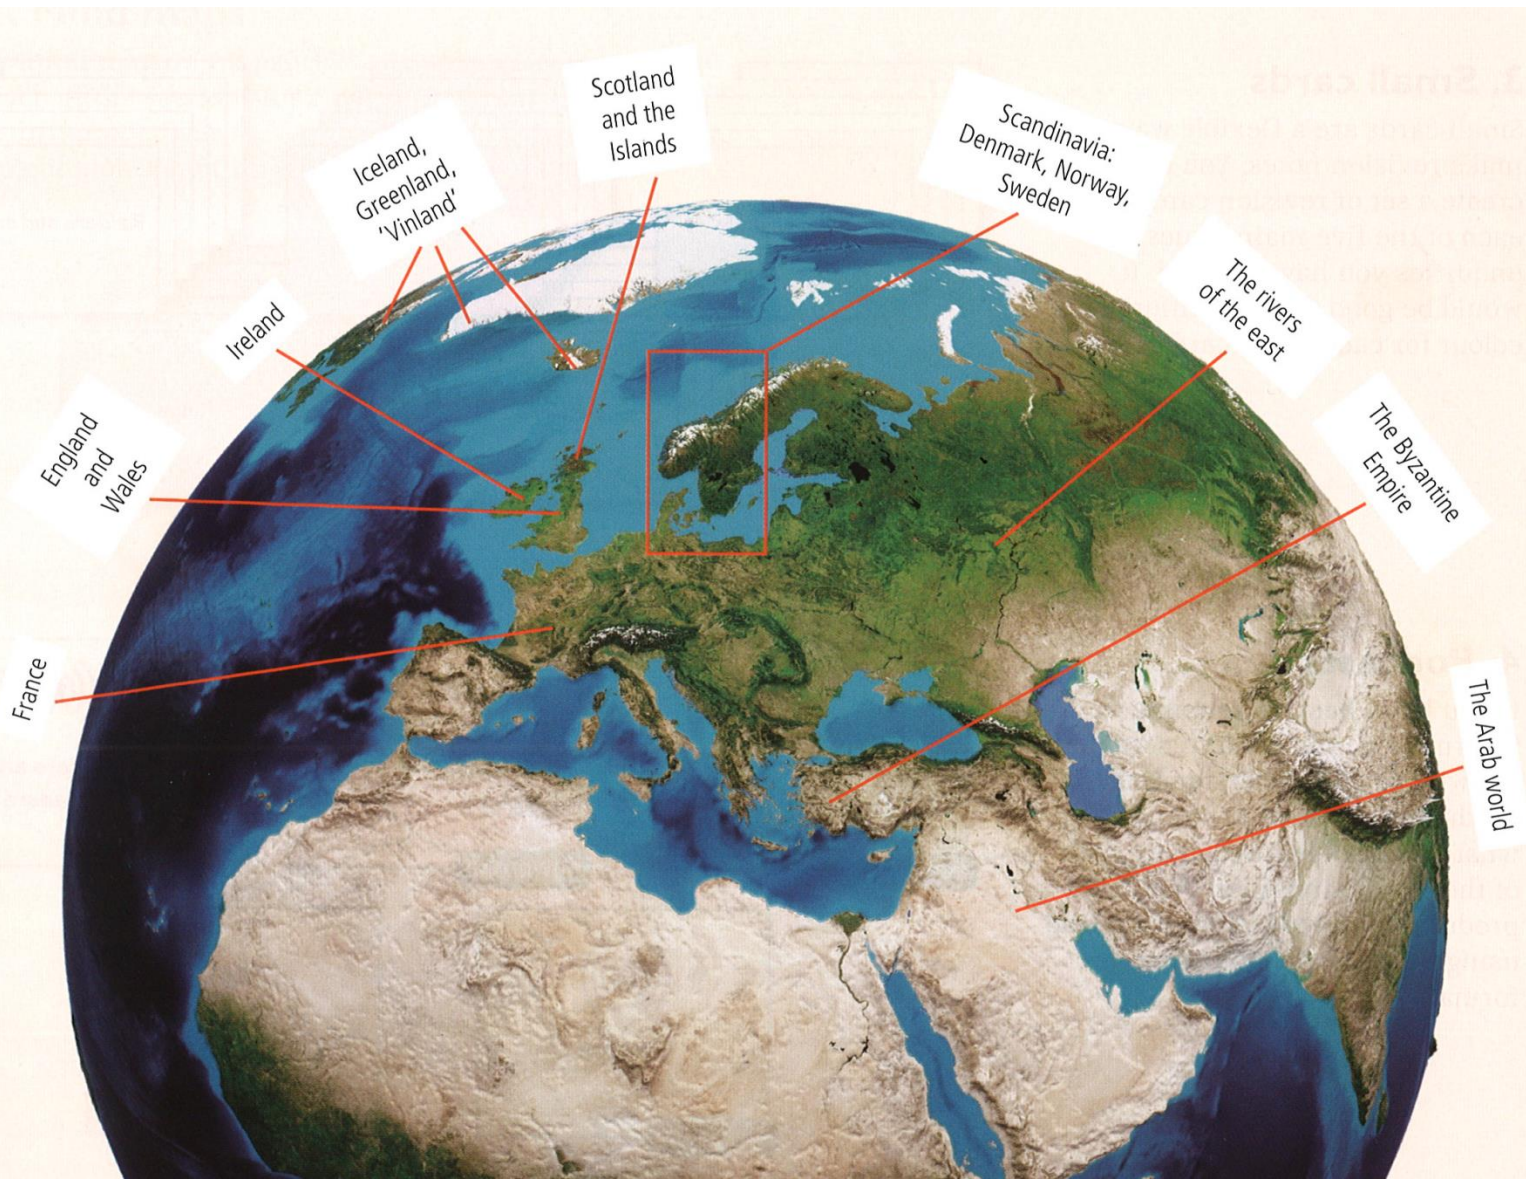 Scotland
and the
Islands
Scandinavia:
Denmark, Norway,
Sweden
Iceland,
Greenland,
'Vinland'
The rivers
of the east
Ireland
The Byzantine
Empire
England
and
Wales
France
The Arab world
3. Small cards